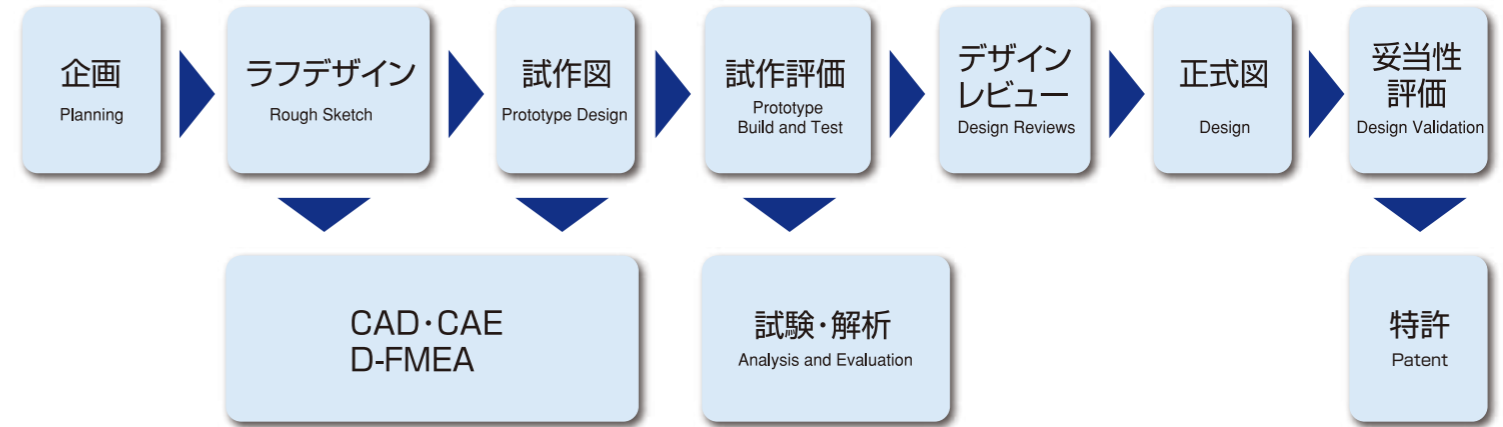 企画
Planning
ラフデザイン
Rough Sketch
試作図
Prototype Design
試作評価
Prototype
Build and Test
デザイン
レビュー
Design Reviews
正式図
Design
妥当性
評価
Design Validation
CAD・CAE
D-FMEA
試験・解析
Analysis and Evaluation
特許
Patent